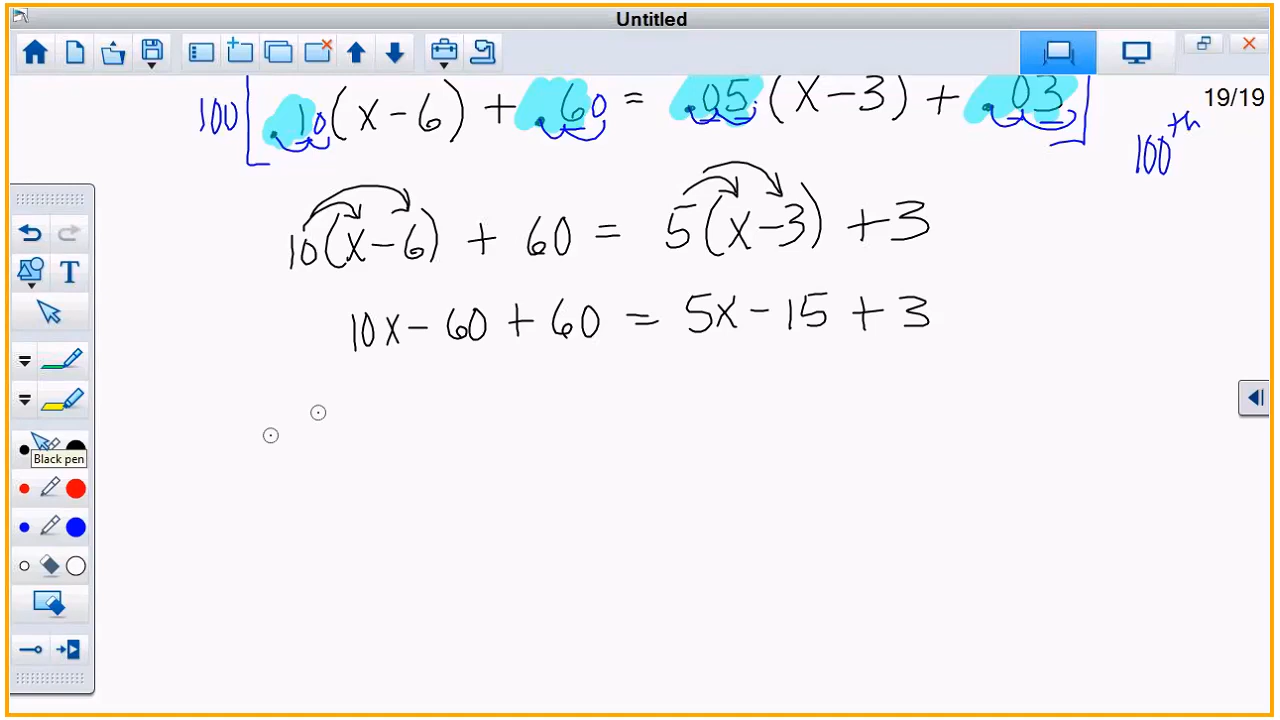 Untitled
19/19
100[.10(x-6) + .60 = .05(x-3) + .03]
100th
10(x-6) + 60 = 5(x-3) +3
10x - 60 + 60 = 5x - 15 + 3
T
Black pen